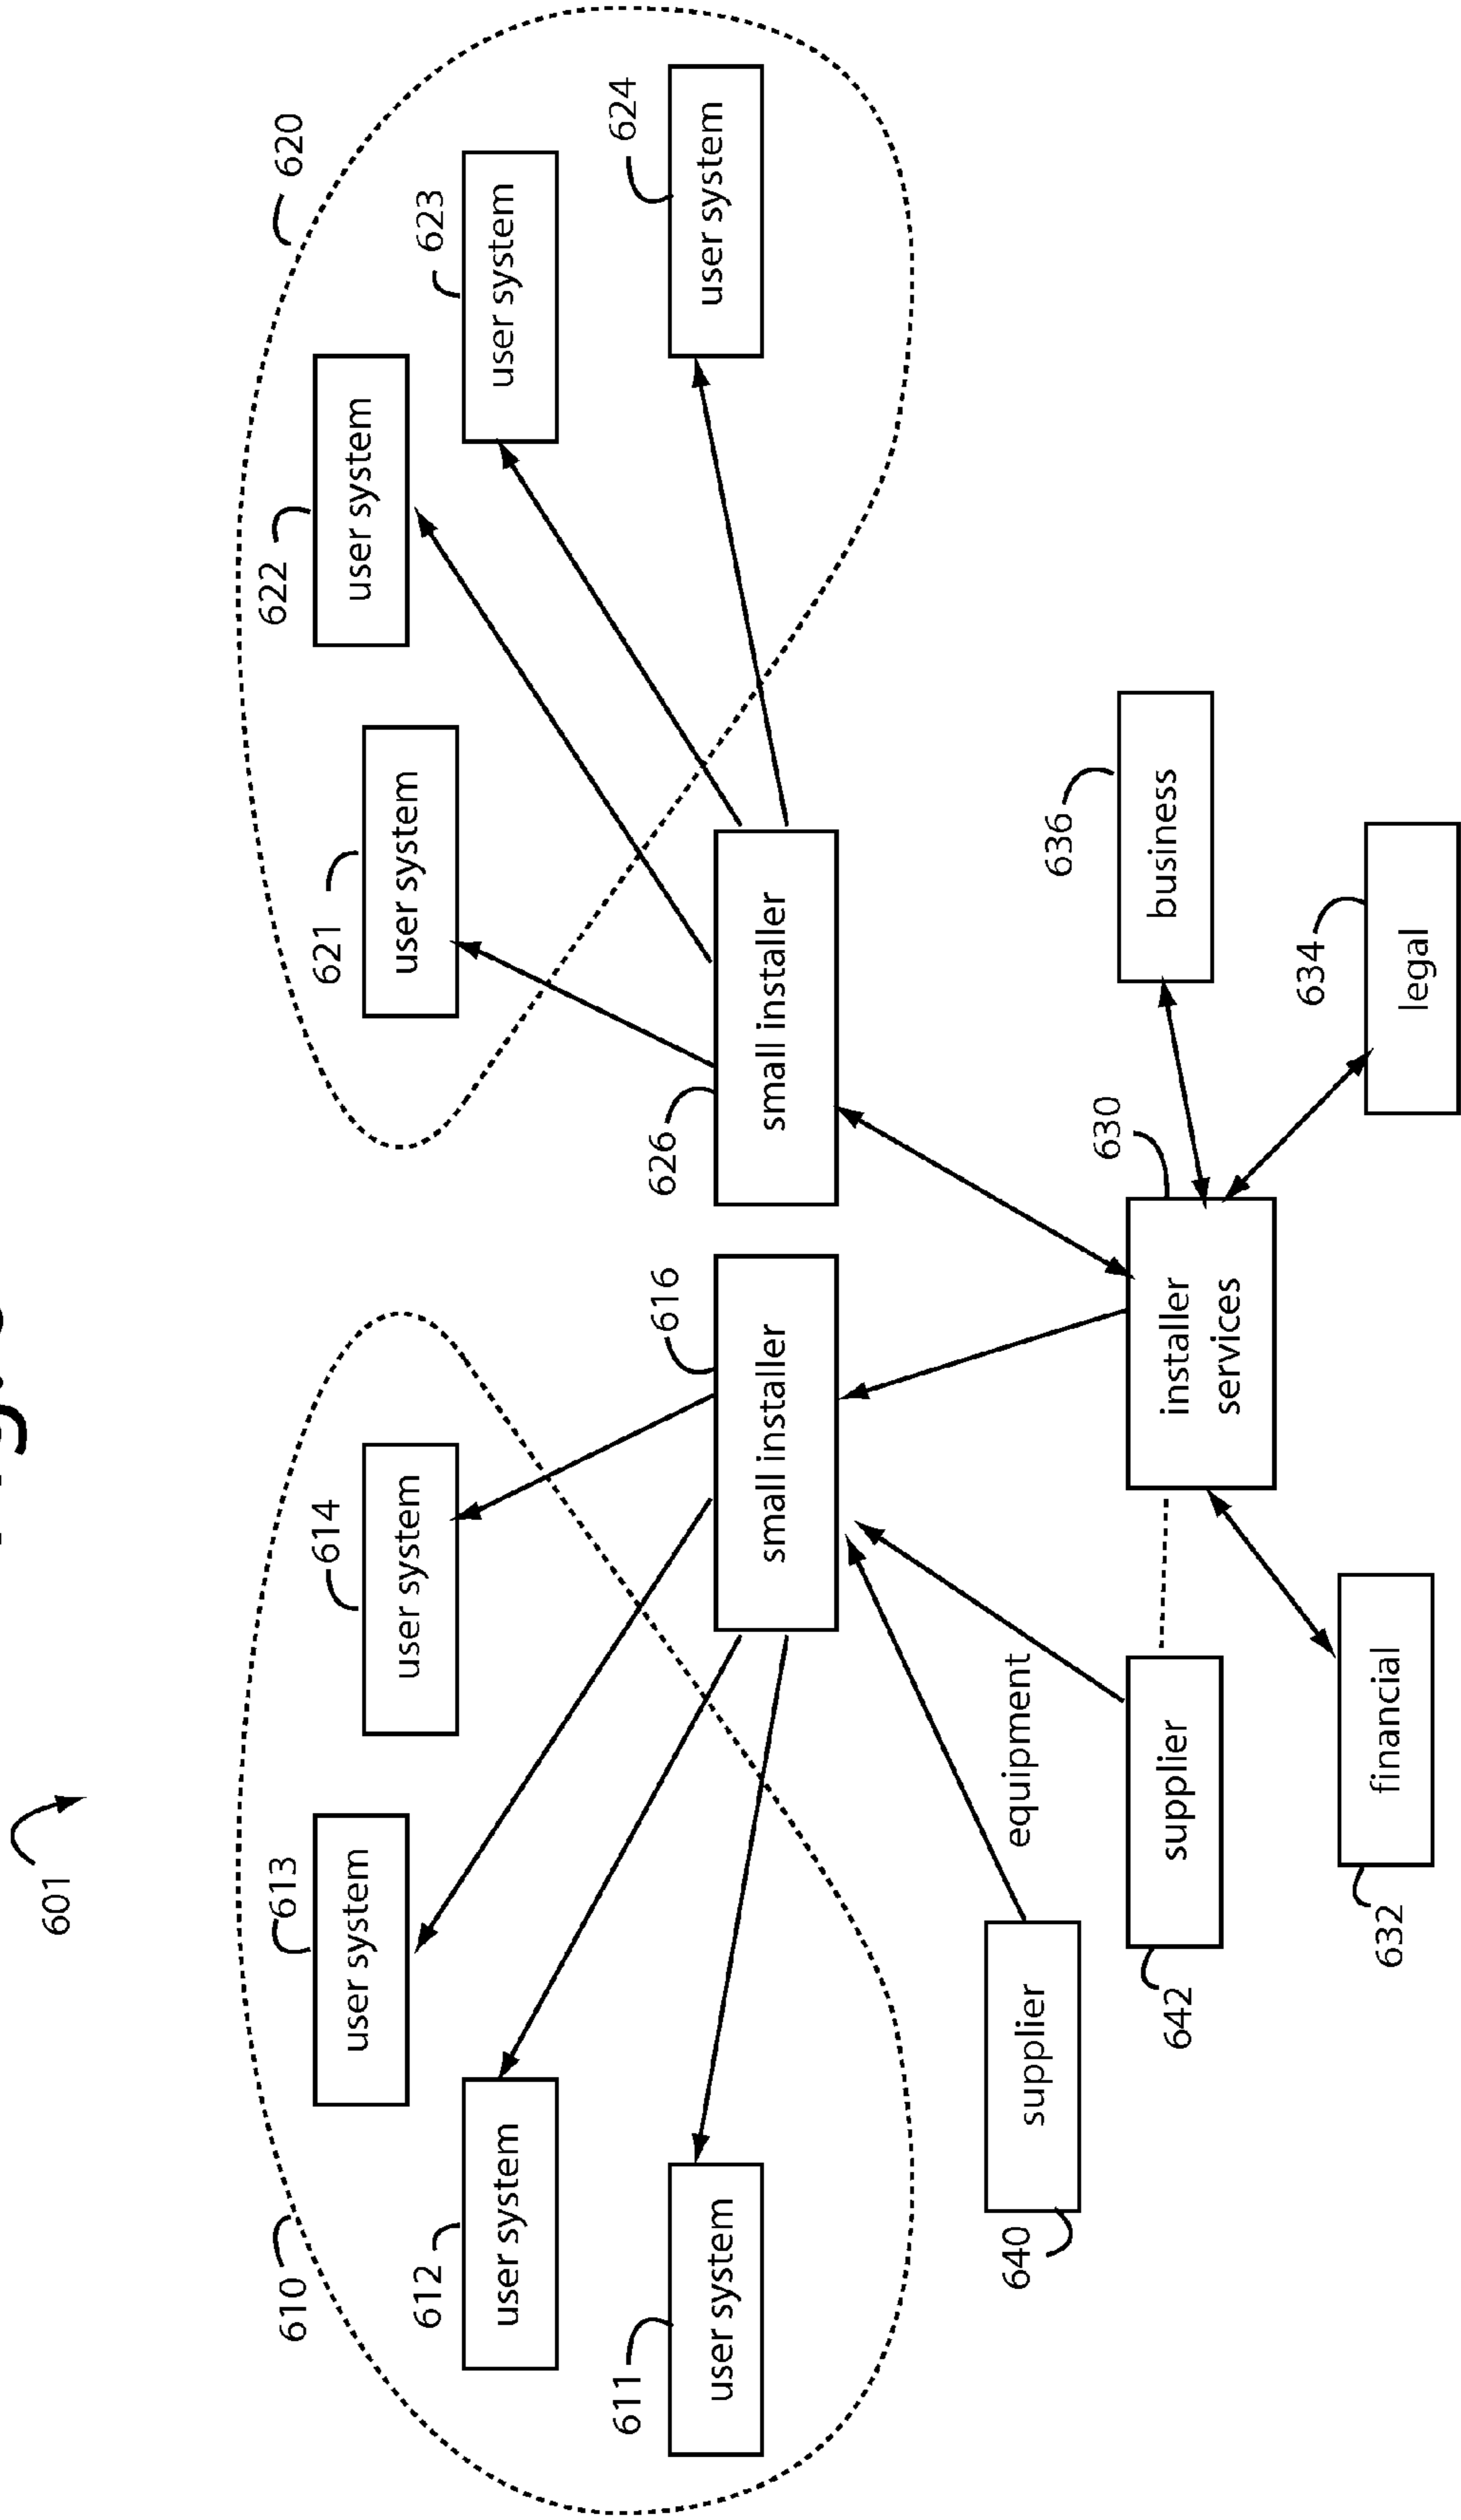 601
610
620
613
user system
614
user system
621
user system
622
user system
612
user system
623
user system
611
user system
624
user system
616
small installer
626
small installer
equipment
640
supplier
642
supplier
630
installer
services
636
business
632
financial
634
legal